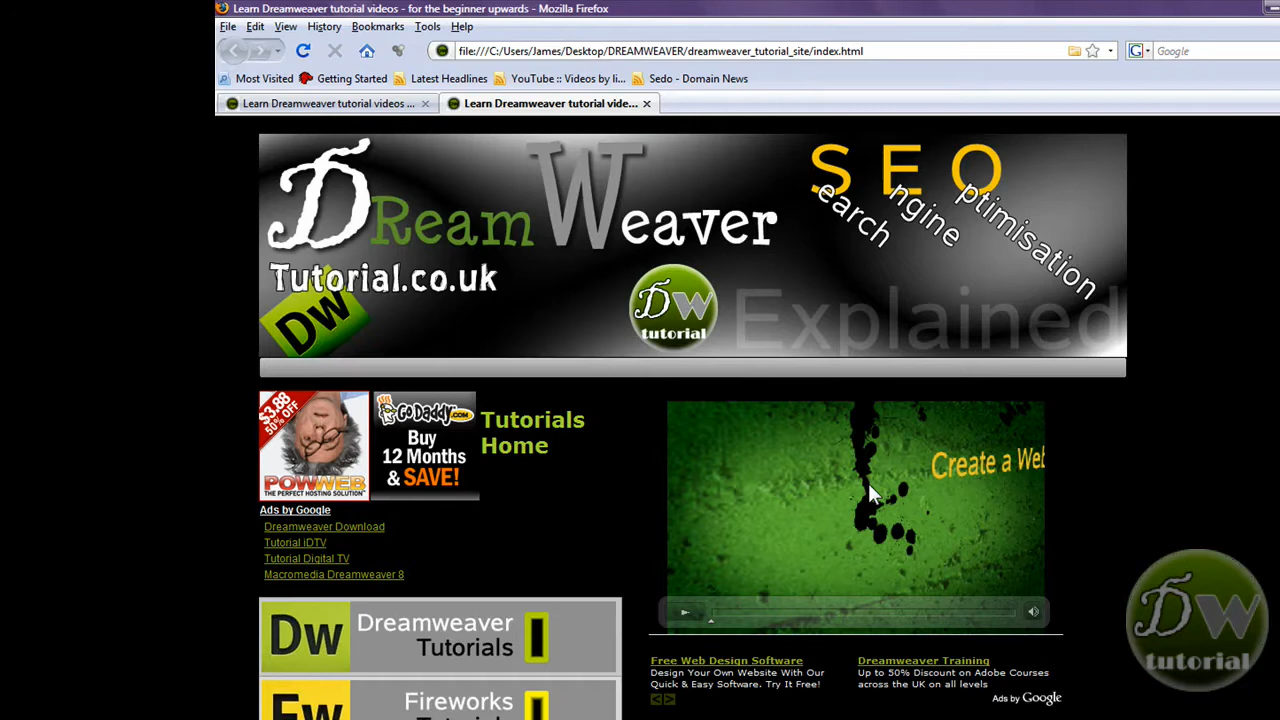 Learn Dreamweaver tutorial videos - for the beginner upwards - Mozilla Firefox
File Edit View History Bookmarks Tools Help
file:///C:/Users/James/Desktop/DREAMWEAVER/dreamweaver_tutorial_site/index.html
G Google
Most Visited Getting Started Latest Headlines YouTube :: Videos by li... Sedo - Domain News
Learn Dreamweaver tutorial videos ... Learn Dreamweaver tutorial vide...
DReamWeaver
Tutorial.co.uk
Dw
DW
tutorial
Search Engine Optimisation
Explained
$3.88
50% OFF
POWWEB
THE PERFECT HOSTING SOLUTION
GoDaddy.com
Buy
12 Months
& SAVE!
Tutorials
Home
Create a Web
Ads by Google
Dreamweaver Download
Tutorial iDTV
Tutorial Digital TV
Macromedia Dreamweaver 8
Dw
Dreamweaver
Tutorials
Fireworks
Free Web Design Software
Design Your Own Website With Our
Quick & Easy Software. Try It Free!
Dreamweaver Training
Up to 50% Discount on Adobe Courses
across the UK on all levels
Ads by Google
DW
tutorial